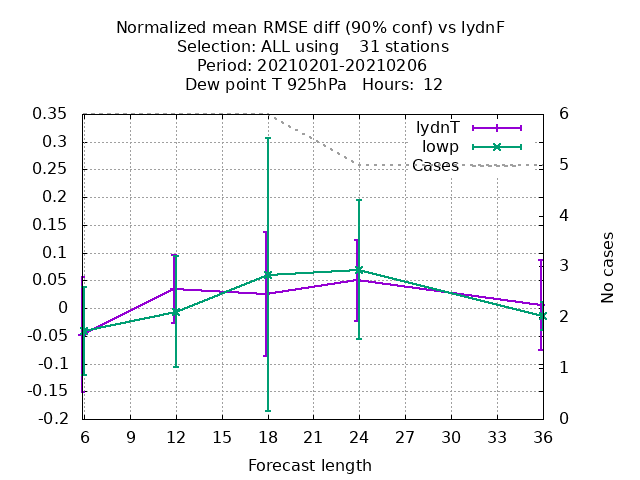 Normalized mean RMSE diff (90% conf) vs IydnF
Selection: ALL using    31 stations
Period: 20210201-20210206
Dew point T 925hPa   Hours:  12
0.35
0.3
0.25
0.2
0.15
0.1
0.05
0
-0.05
-0.1
-0.15
-0.2
IydnT
Iowp
Cases
6
5
4
3
2
1
0
No cases
6 9 12 15 18 21 24 27 30 33 36
Forecast length